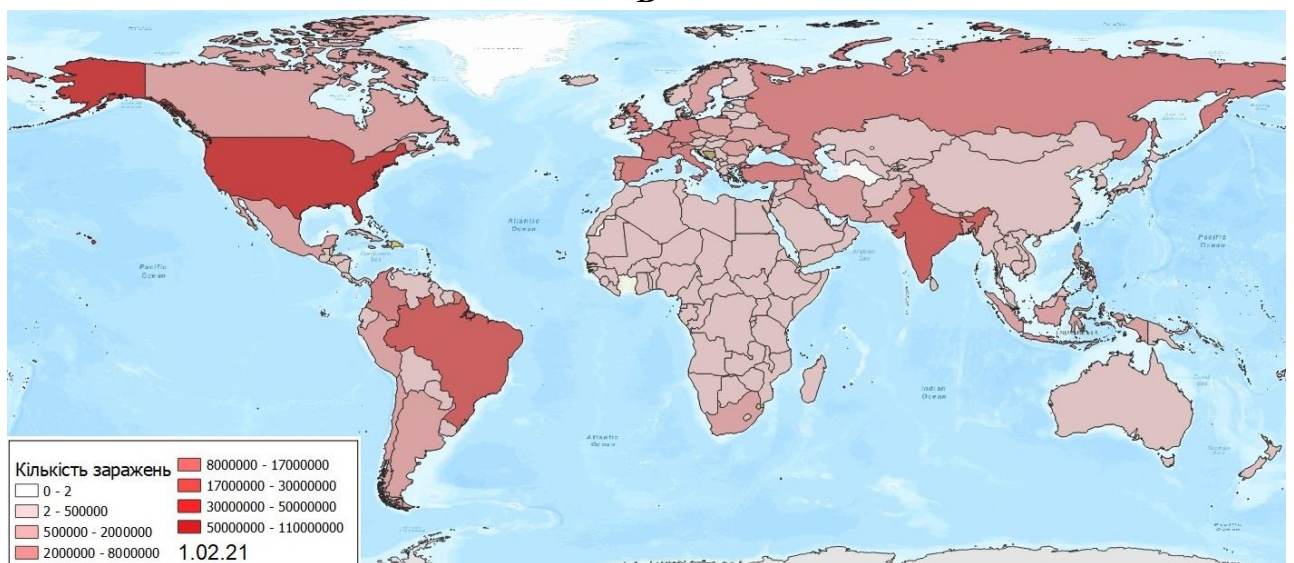 Atlantic
Ocean
Pacific
Ocean
Pacific
Ocean
Indian
Ocean
Atlantic
Ocean
Кількість заражень
0 - 2
2 - 500000
500000 - 2000000
2000000 - 8000000
8000000 - 17000000
17000000 - 30000000
30000000 - 50000000
50000000 - 110000000
1.02.21